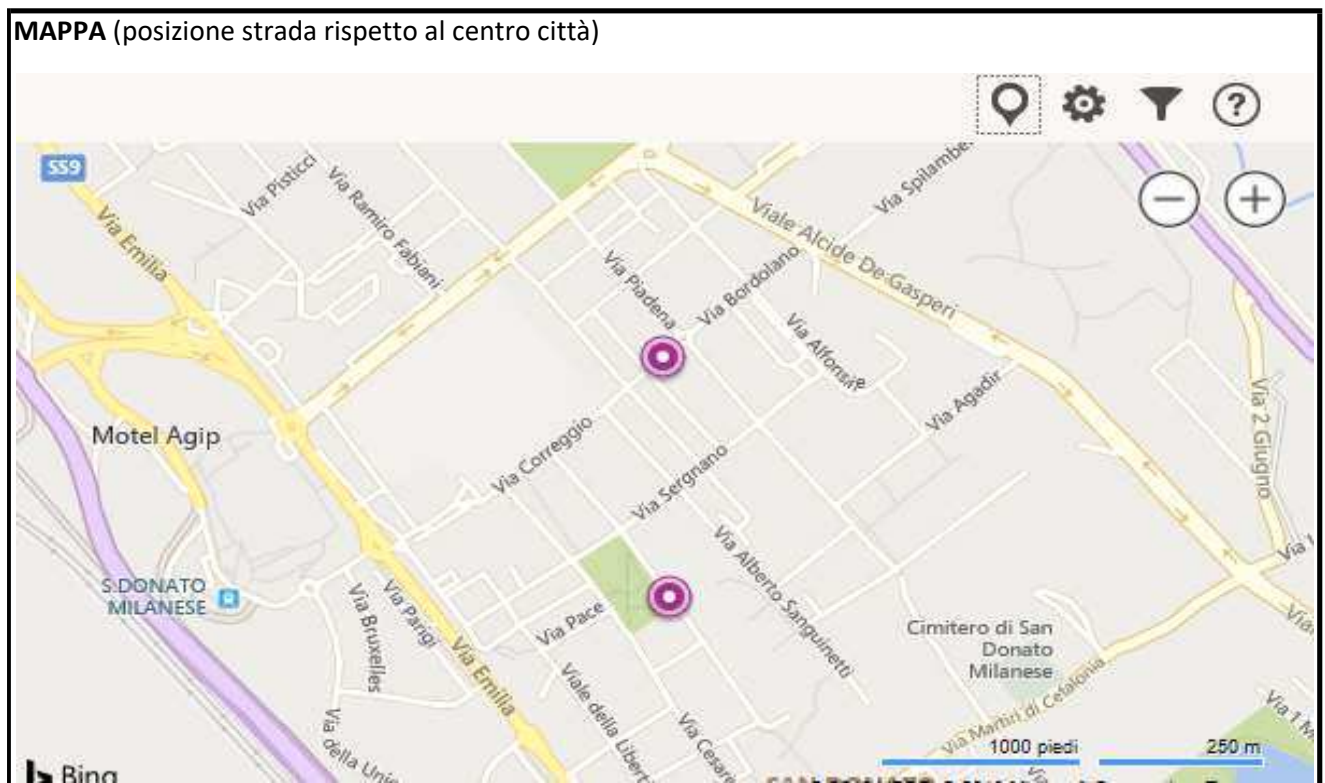 MAPPA (posizione strada rispetto al centro città)
?
SS9
Via Pisticci
Via Ramiro Fabiani
Via Emilia
Via Piadena
Via Bordolano
Viale Alcide De Gasperi
Via Alfonsine
Via Agadir
Via 2 Giugno
Motel Agip
Via Correggio
Via Sergnano
S.DONATO
MILANESE
Via Bruxelles
Via Parigi
Via Pace
Via Alberto Sanguinetti
Cimitero di San
Donato
Milanese
Via Emilia
Viale della Libert
Via Cesare
Via Martiri di Cefalonia
Via 1 M
Via della Unio
1000 piedi
250 m
Bing